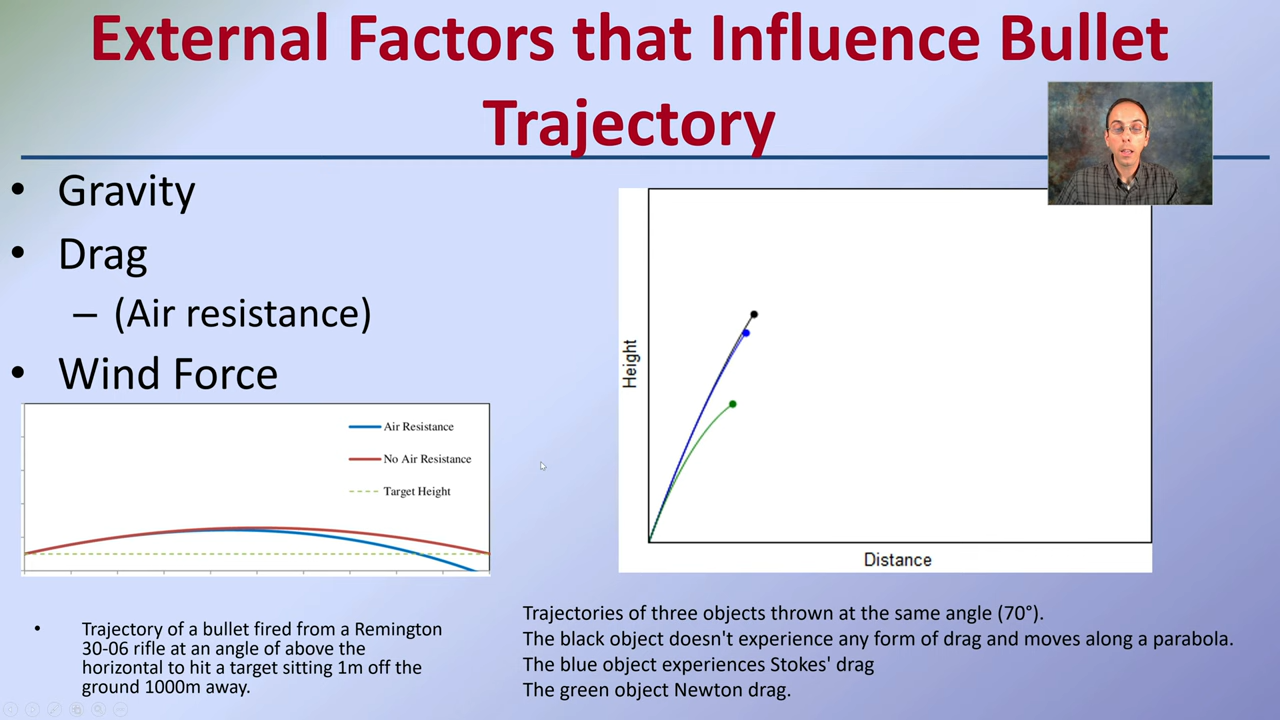 External Factors that Influence Bullet
Trajectory
• Gravity
• Drag
– (Air resistance)
• Wind Force
Air Resistance
No Air Resistance
Target Height
• Trajectory of a bullet fired from a Remington
30-06 rifle at an angle of above the
horizontal to hit a target sitting 1m off the
ground 1000m away.
Height
Distance
Trajectories of three objects thrown at the same angle (70°).
The black object doesn't experience any form of drag and moves along a parabola.
The blue object experiences Stokes' drag
The green object Newton drag.